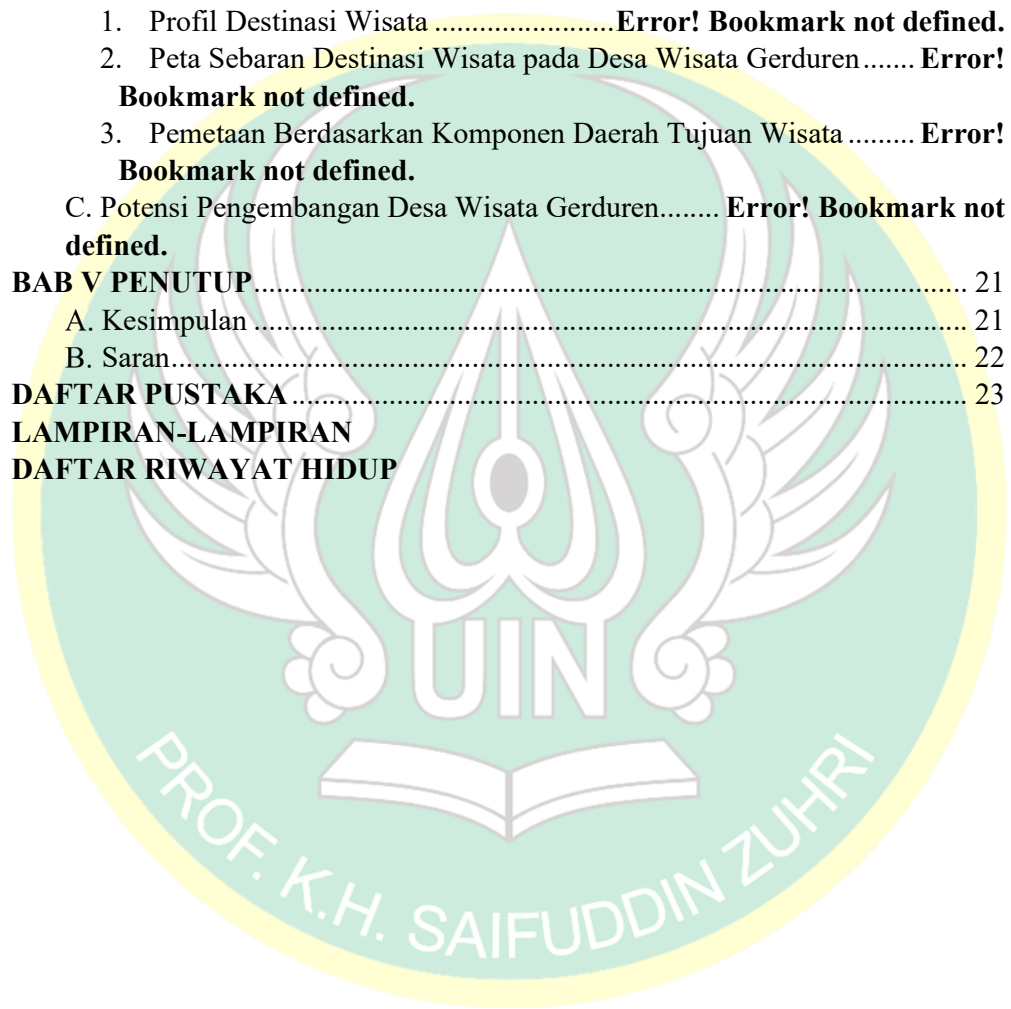 1. Profil Destinasi Wisata ......................Error! Bookmark not defined.
2. Peta Sebaran Destinasi Wisata pada Desa Wisata Gerduren....... Error!
Bookmark not defined.
3. Pemetaan Berdasarkan Komponen Daerah Tujuan Wisata ......... Error!
Bookmark not defined.
C. Potensi Pengembangan Desa Wisata Gerduren........ Error! Bookmark not
defined.
BAB V PENUTUP......................................................................................... 21
A. Kesimpulan ......................................................................................... 21
B. Saran.................................................................................................... 22
DAFTAR PUSTAKA .................................................................................... 23
LAMPIRAN-LAMPIRAN
DAFTAR RIWAYAT HIDUP
UIN
PROF. K.H. SAIFUDDIN ZUHRI